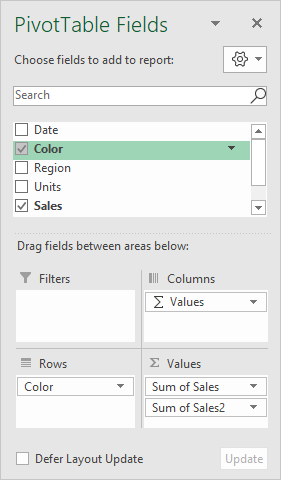 PivotTable Fields
Choose fields to add to report:
Search
Date
Color
Region
Units
Sales
Drag fields between areas below:
Filters
Columns
Σ Values
Rows
Color
Σ Values
Sum of Sales
Sum of Sales2
Defer Layout Update
Update